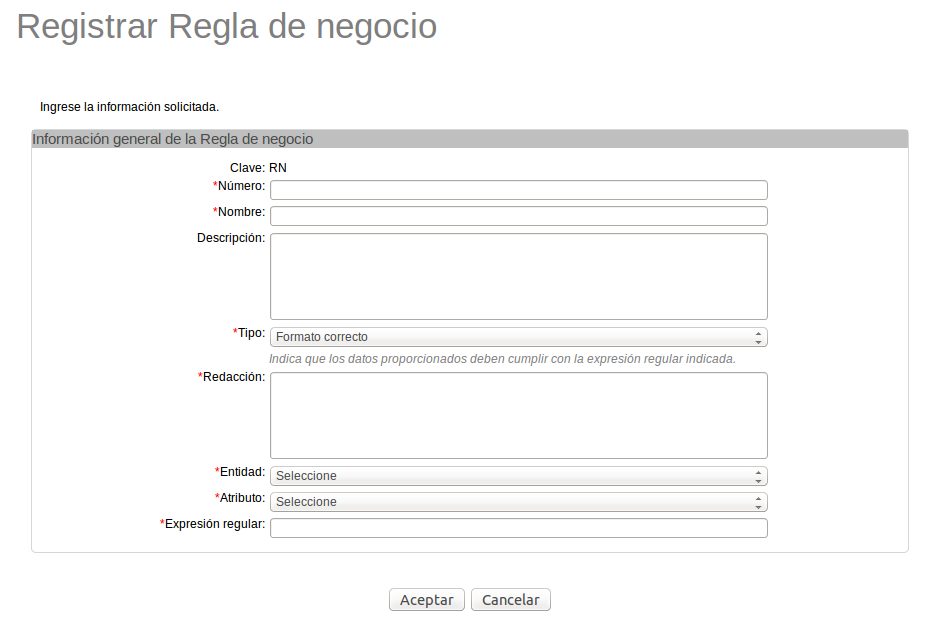 Registrar Regla de negocio
Ingrese la información solicitada.
Información general de la Regla de negocio
Clave: RN
*Número:
*Nombre:
Descripción:
*Tipo: Formato correcto
Indica que los datos proporcionados deben cumplir con la expresión regular indicada.
*Redacción:
*Entidad: Seleccione
*Atributo: Seleccione
*Expresión regular:
Aceptar Cancelar